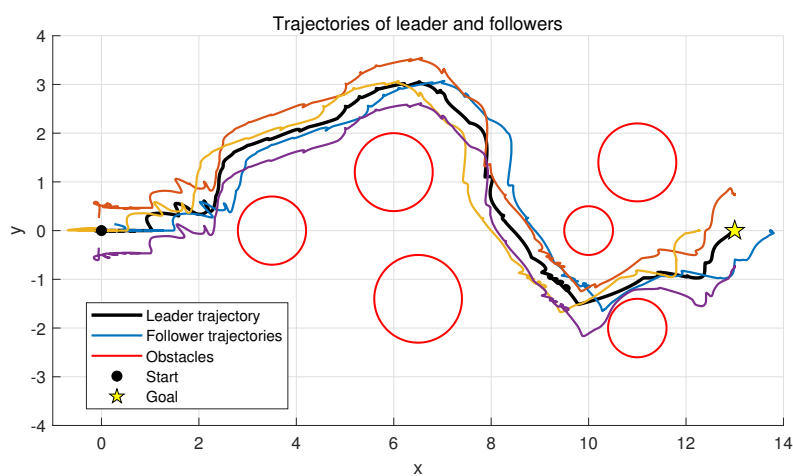 Trajectories of leader and followers
4
3
2
1
0
-1
-2
-3
-4
y
Leader trajectory
Follower trajectories
Obstacles
Start
Goal
0 2 4 6 8 10 12 14
x